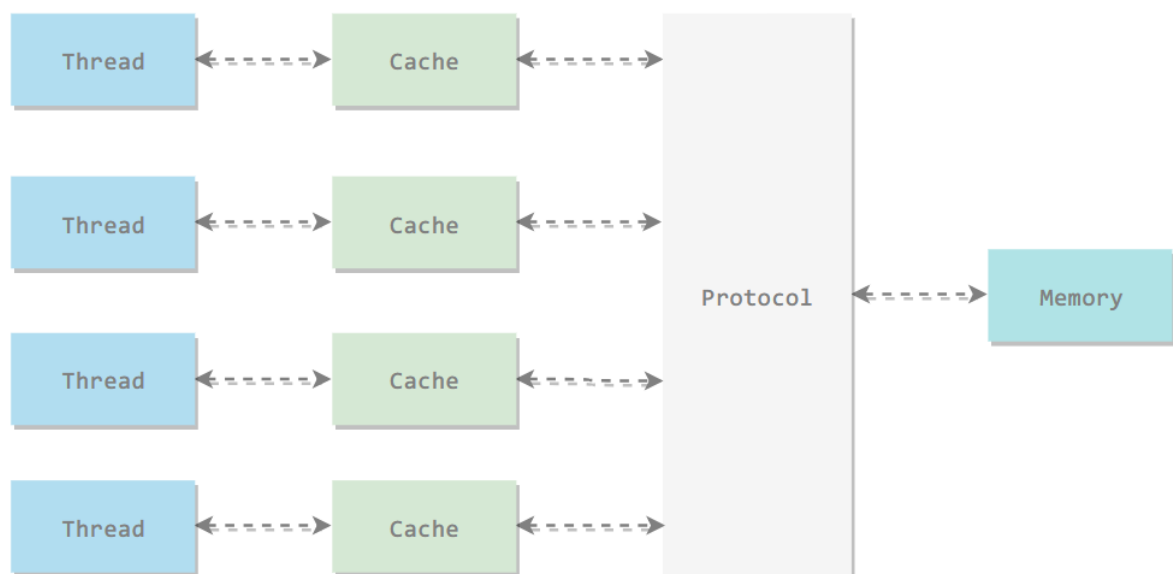 Thread
Cache
Thread
Cache
Protocol
Memory
Thread
Cache
Thread
Cache